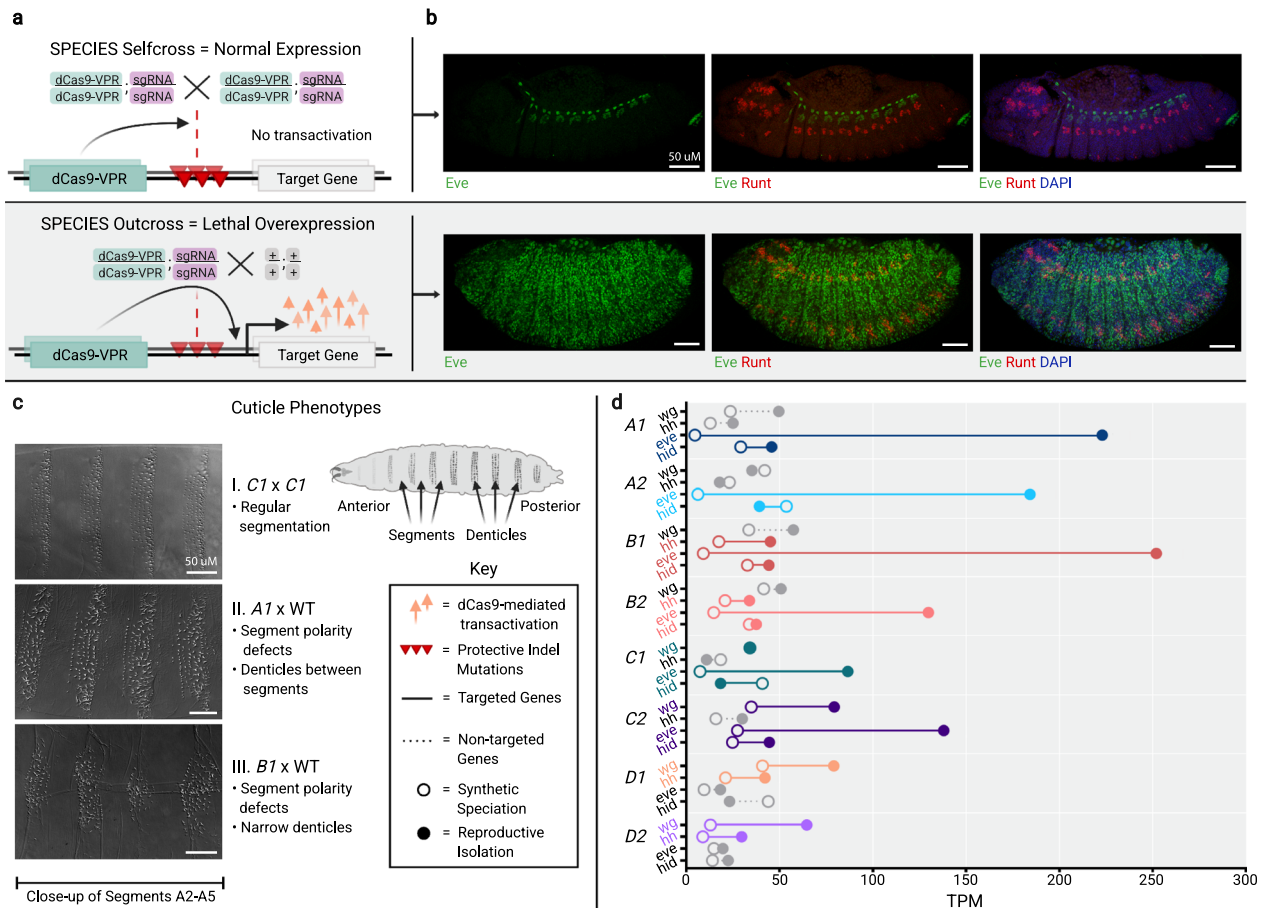 a
SPECIES Selfcross = Normal Expression
dCas9-VPR ; sgRNA
dCas9-VPR sgRNA
dCas9-VPR ; sgRNA
dCas9-VPR sgRNA
No transactivation
dCas9-VPR
Target Gene
SPECIES Outcross = Lethal Overexpression
dCas9-VPR ; sgRNA
dCas9-VPR sgRNA
+ ; +
+ +
dCas9-VPR
Target Gene
b
50 uM
Eve
Eve Runt
Eve Runt DAPI
Eve
Eve Runt
Eve Runt DAPI
c
Cuticle Phenotypes
50 uM
I. C1 x C1
• Regular
segmentation
II. A1 x WT
• Segment polarity
defects
• Denticles between
segments
III. B1 x WT
• Segment polarity
defects
• Narrow denticles
Close-up of Segments A2-A5
Anterior
Posterior
Segments
Denticles
Key
= dCas9-mediated
transactivation
= Protective Indel
Mutations
= Targeted Genes
= Non-targeted
Genes
= Synthetic
Speciation
= Reproductive
Isolation
d
A1
wg
hh
eve
hid
A2
wg
hh
eve
hid
B1
wg
hh
eve
hid
B2
wg
hh
eve
hid
C1
wg
hh
eve
hid
C2
wg
hh
eve
hid
D1
wg
hh
eve
hid
D2
wg
hh
eve
hid
0 50 100 150 200 250 300
TPM